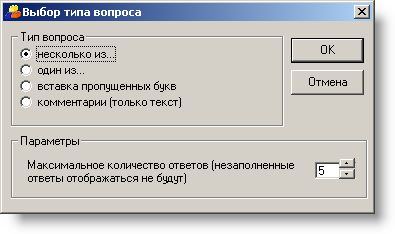 Выбор типа вопроса
Тип вопроса
несколько из...
один из...
вставка пропущенных букв
комментарии (только текст)
OK
Отмена
Параметры
Максимальное количество ответов (незаполненные
ответы отображаться не будут)
5